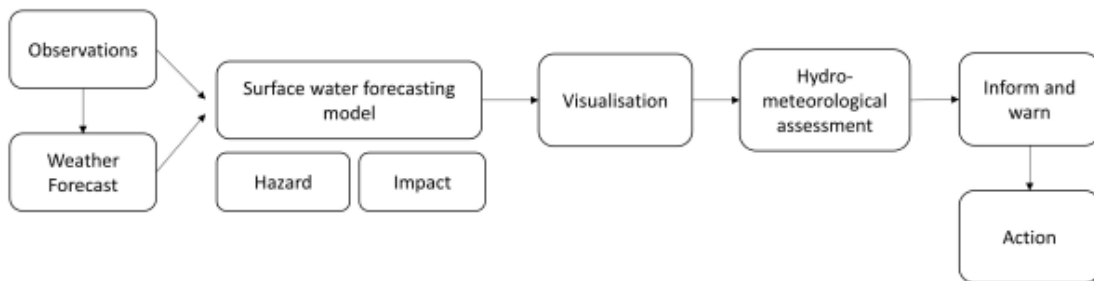 Observations
Weather
Forecast
Surface water forecasting
model
Hazard
Impact
Visualisation
Hydro-
meteorological
assessment
Inform and
warn
Action